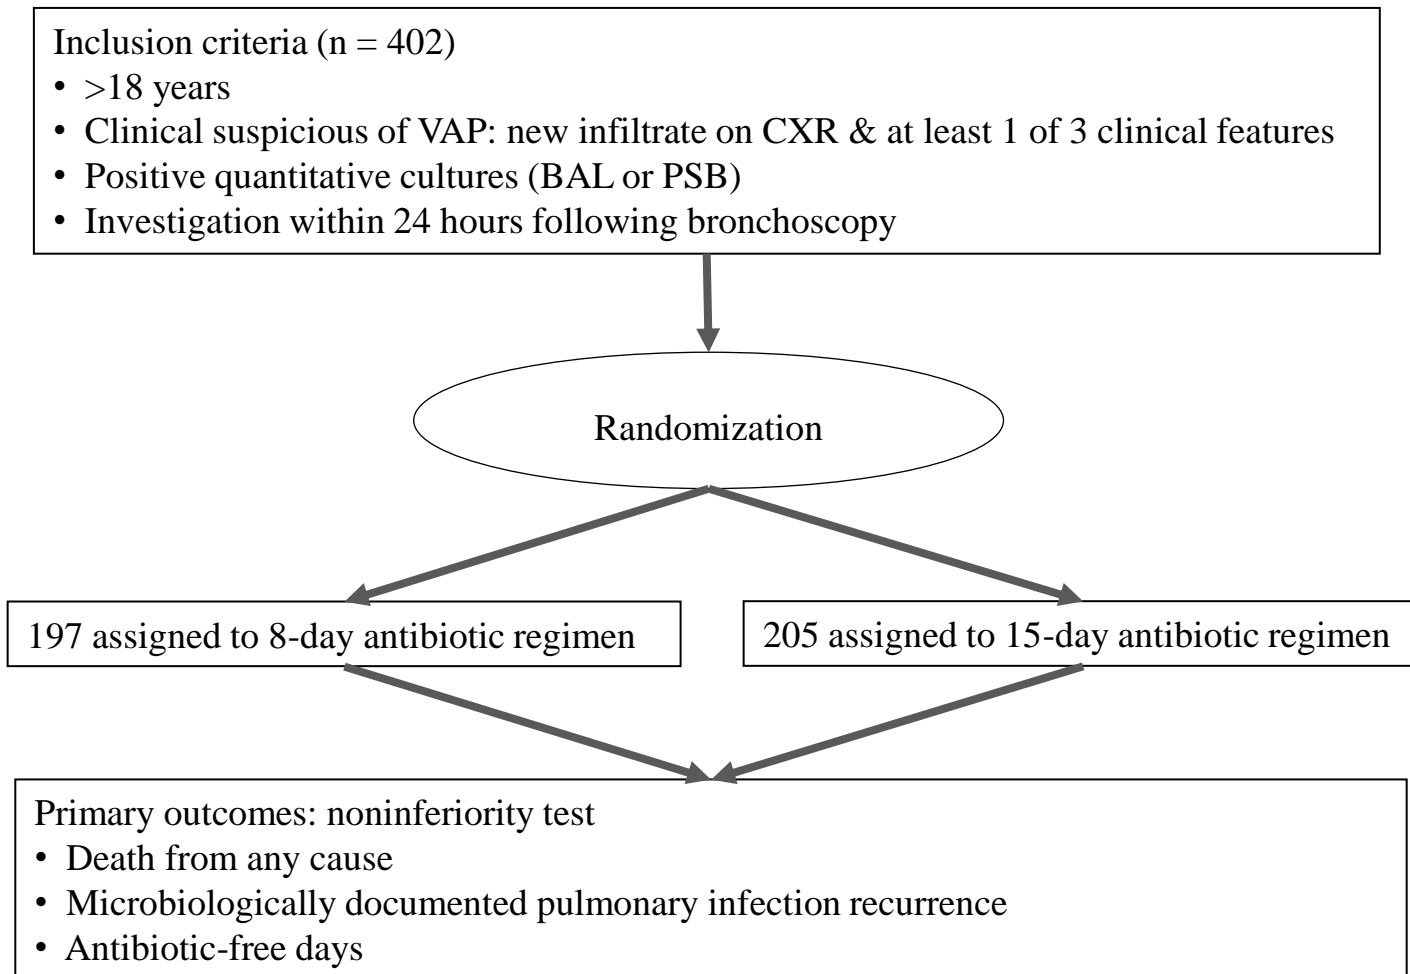 Inclusion criteria (n = 402)
• >18 years
• Clinical suspicious of VAP: new infiltrate on CXR & at least 1 of 3 clinical features
• Positive quantitative cultures (BAL or PSB)
• Investigation within 24 hours following bronchoscopy
Randomization
197 assigned to 8-day antibiotic regimen
205 assigned to 15-day antibiotic regimen
Primary outcomes: noninferiority test
• Death from any cause
• Microbiologically documented pulmonary infection recurrence
• Antibiotic-free days